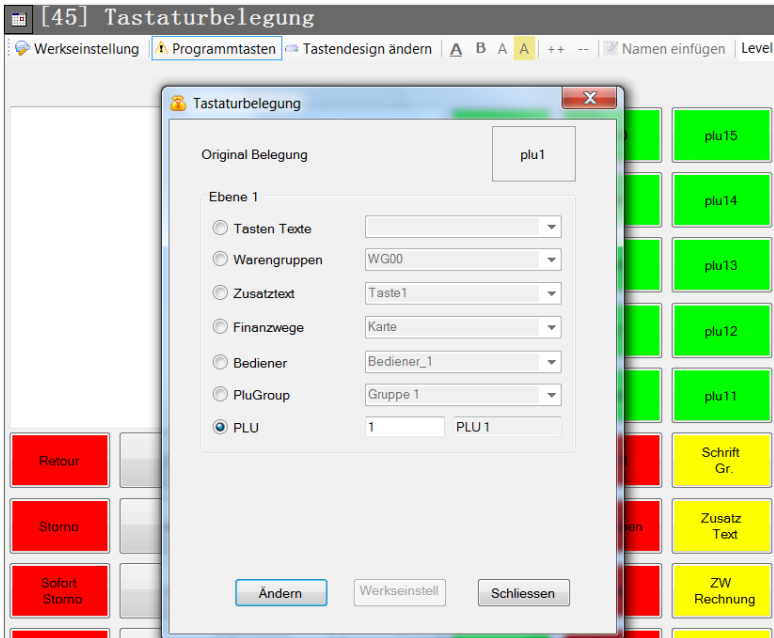 [45] Tastaturbelegung
Werkseinstellung Programmtasten Tastendesign ändern A B A A ++ -- Namen einfügen Level
Tastaturbelegung
Original Belegung
plu1
Ebene 1
Tasten Texte
Warengruppen WG00
Zusatztext Taste1
Finanzwege Karte
Bediener Bediener_1
PluGroup Gruppe 1
PLU 1 PLU 1
Ändern Werkseinstell Schliessen
plu15
plu14
plu13
plu12
plu11
Retour
Schrift
Gr.
Storno
en
Zusatz
Text
Sofort
Storno
ZW
Rechnung